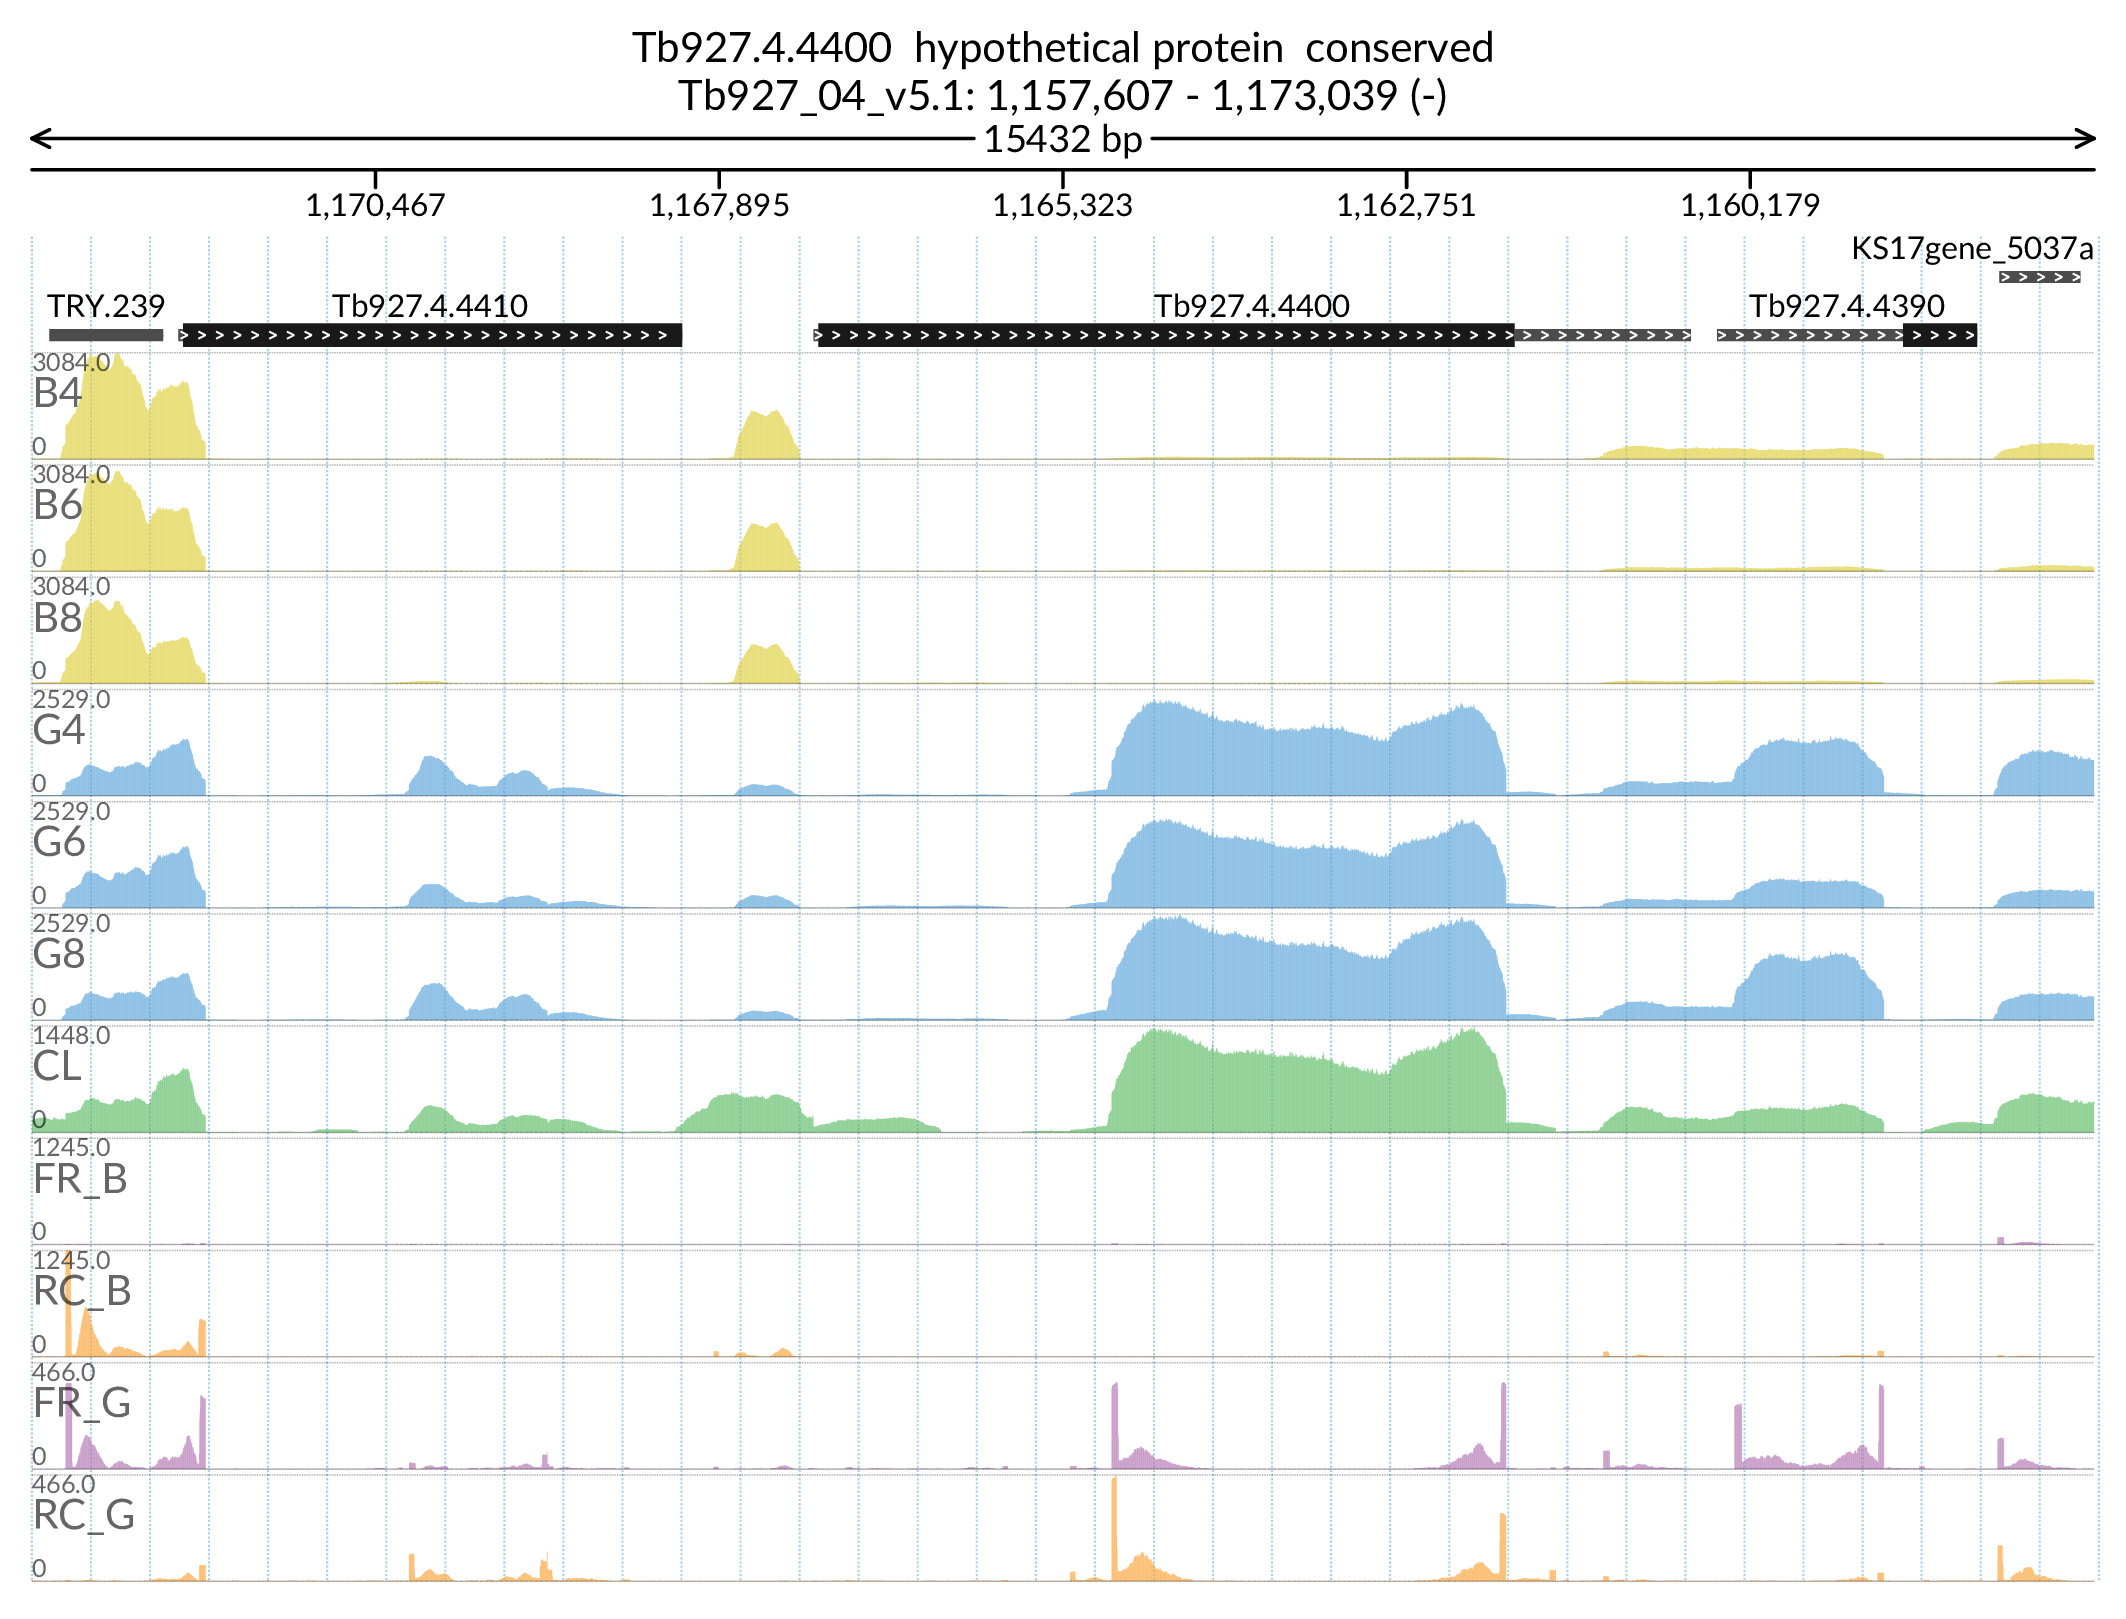 Tb927.4.4400 hypothetical protein conserved
Tb927_04_v5.1: 1,157,607 - 1,173,039 (-)
15432 bp
1,170,467 1,167,895 1,165,323 1,162,751 1,160,179
KS17gene_5037a
TRY.239 Tb927.4.4410 Tb927.4.4400 Tb927.4.4390
3084.0
B4
0
3084.0
B6
0
3084.0
B8
0
2529.0
G4
0
2529.0
G6
0
2529.0
G8
0
1448.0
CL
0
1245.0
FR_B
0
1245.0
RC_B
0
466.0
FR_G
0
466.0
RC_G
0